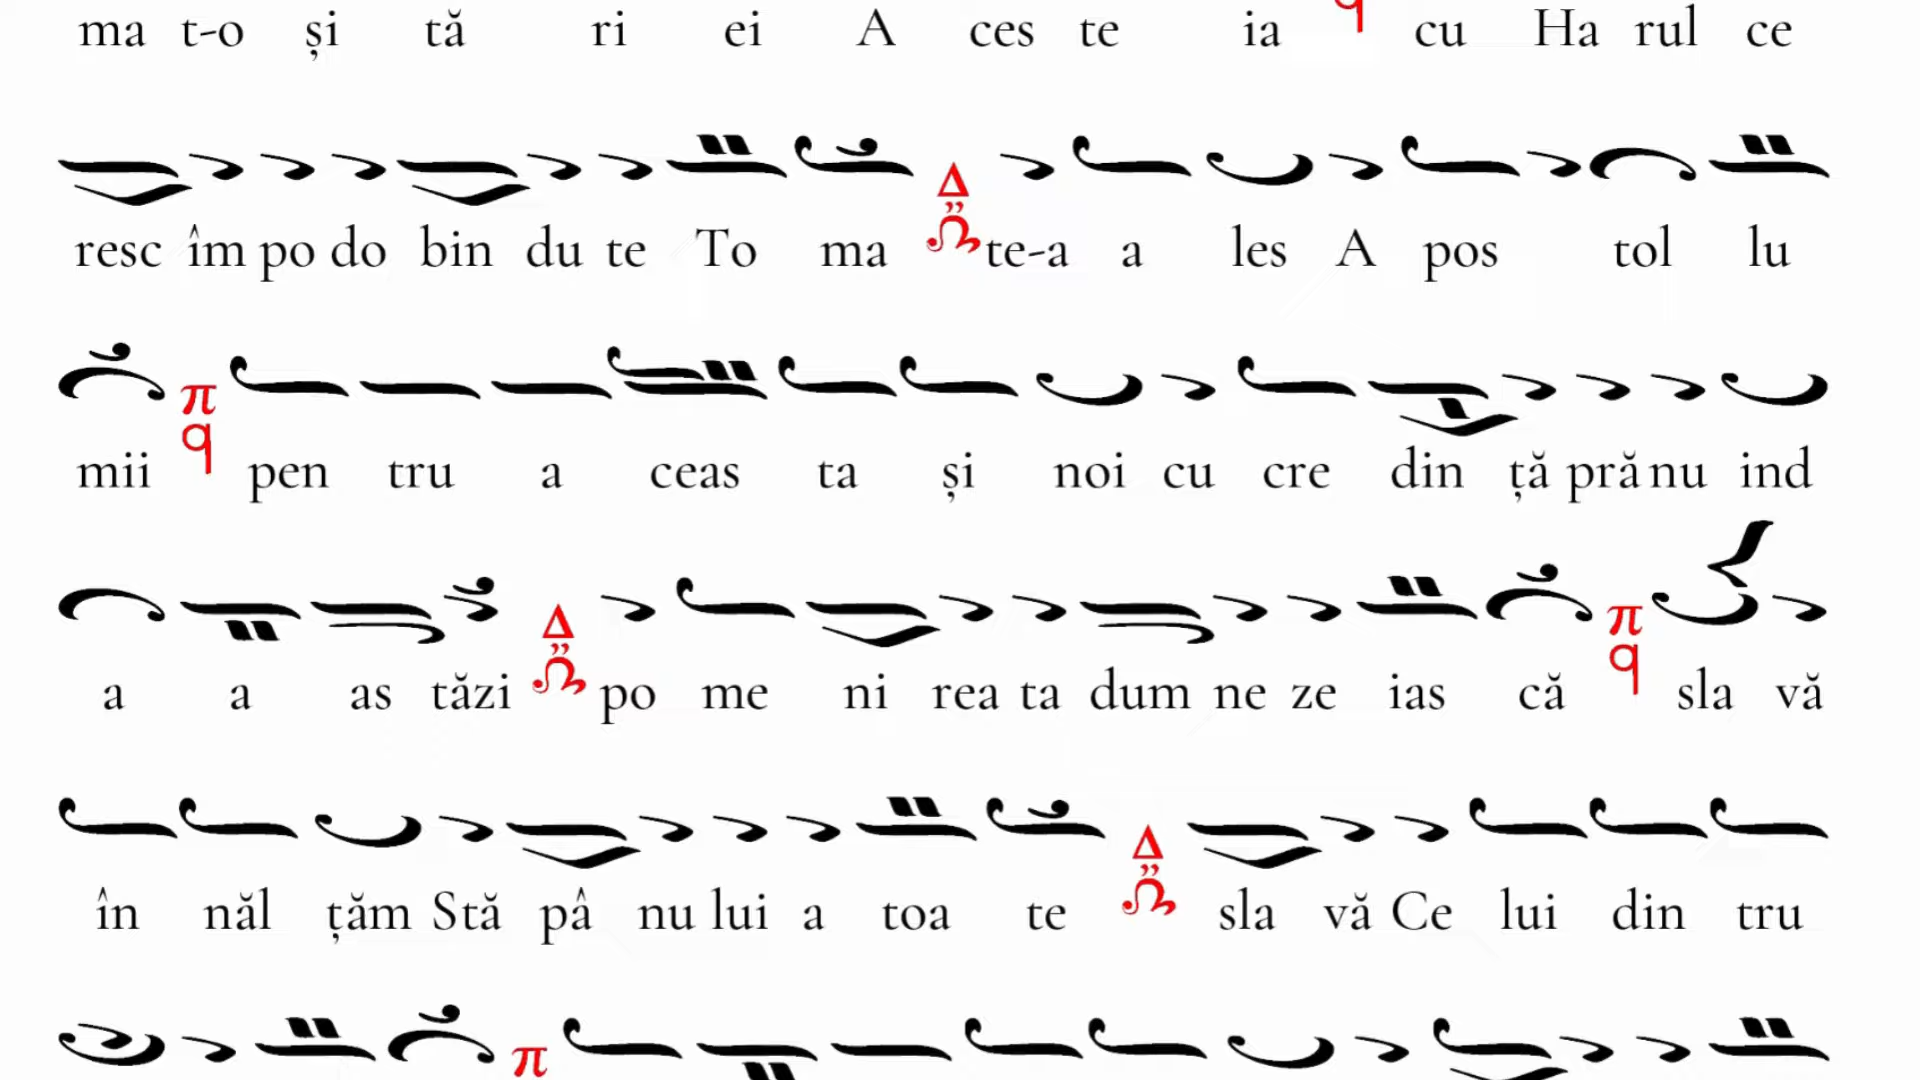 ma t-o și tă ri ei A ces te ia cu Ha rul ce
resc îm po do bin du te To ma te-a a les A pos tol lu
mii π q pen tru a ceas ta și noi cu cre din ță pră nu ind
a a as tăzi po me ni rea ta dum ne ze ias că π q sla vă
în năl țăm Stă pâ nu lui a toa te sla vă Ce lui din tru
π